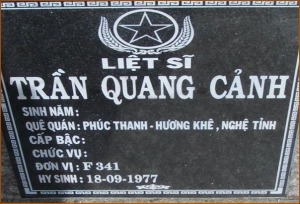 LIỆT SĨ
TRẦN QUANG CẢNH
SINH NĂM :
QUÊ QUÁN : PHÚC THANH - HƯƠNG KHÊ, NGHỆ TỈNH
CẤP BẬC :
CHỨC VỤ :
ĐƠN VỊ : F 341
HY SINH : 18-09-1977